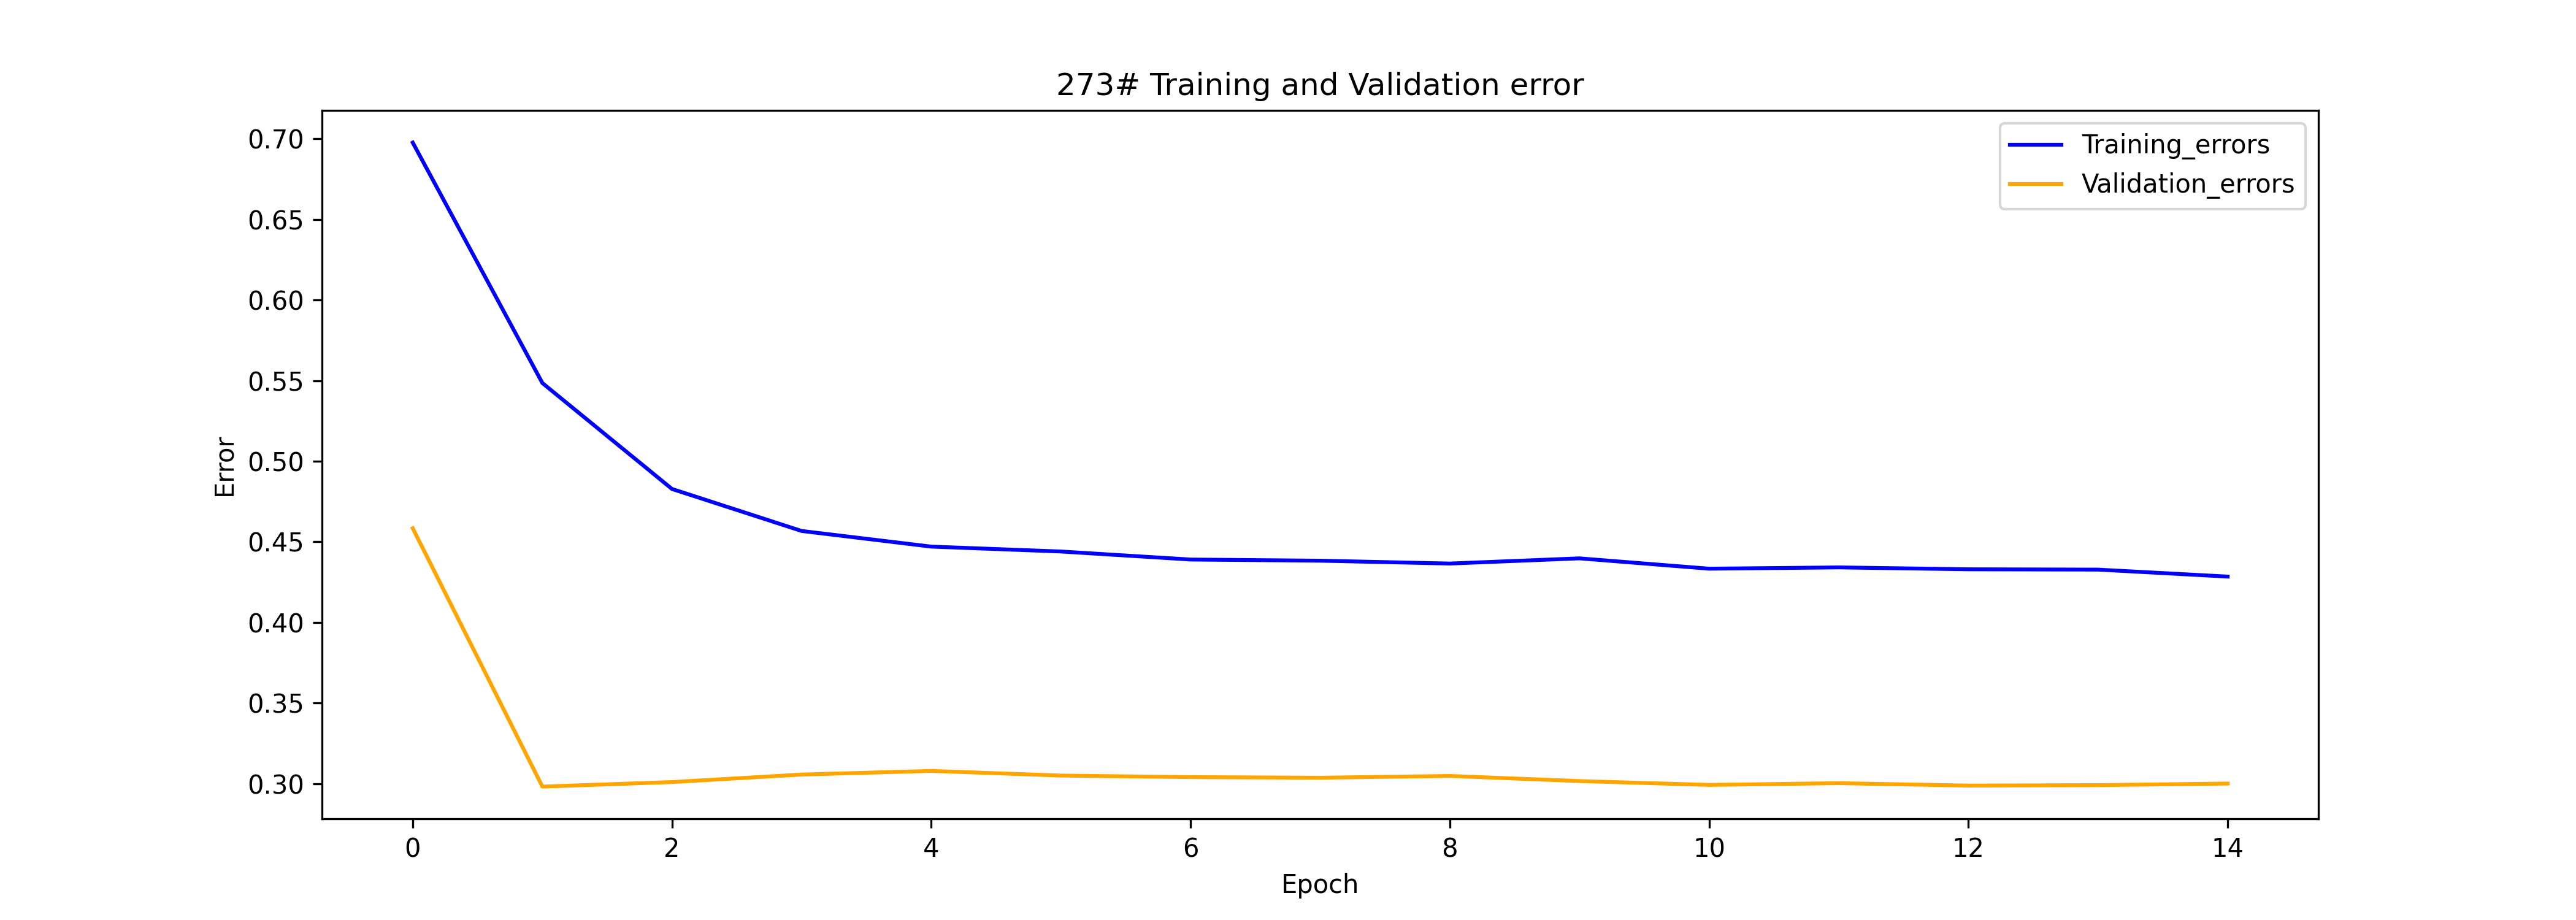 273# Training and Validation error
Training_errors
Validation_errors
Error
0.70
0.65
0.60
0.55
0.50
0.45
0.40
0.35
0.30
0 2 4 6 8 10 12 14
Epoch